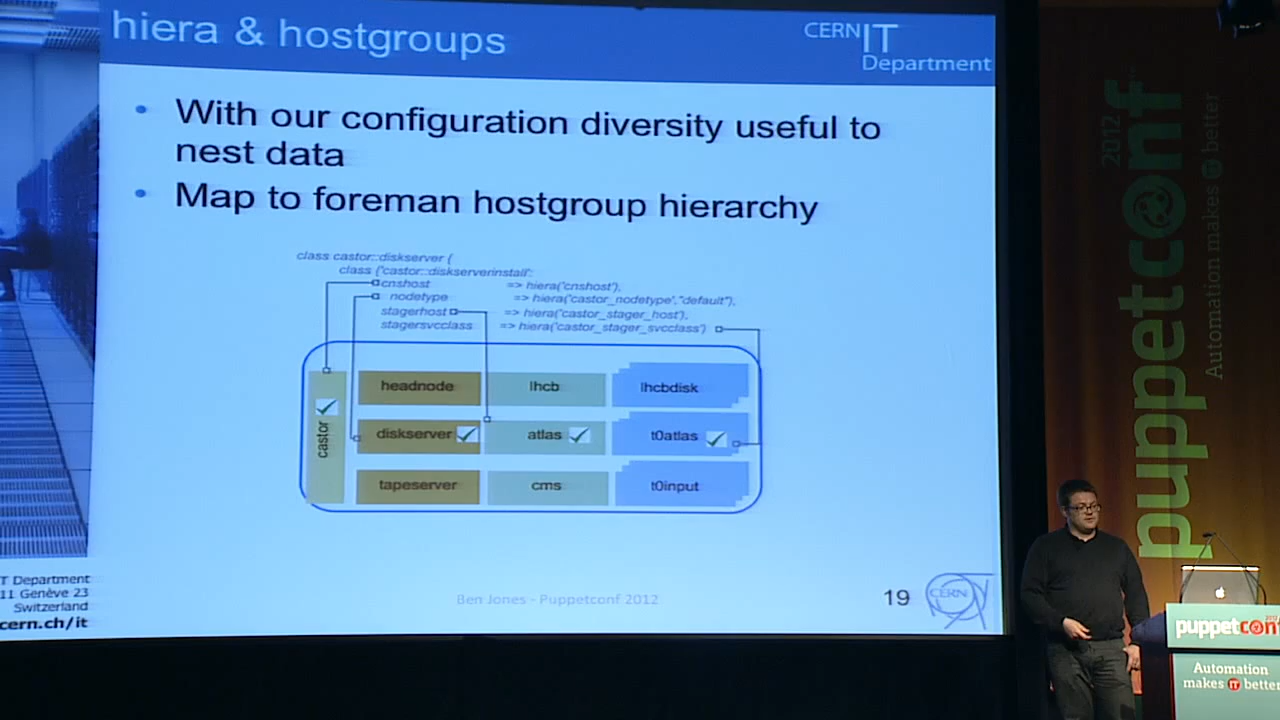 hiera & hostgroups
CERN IT
Department
• With our configuration diversity useful to
nest data
• Map to foreman hostgroup hierarchy
class castor::diskserver {
class {'castor::diskserverinstall':
cnshost => hiera('cnshost'),
nodetype => hiera('castor_nodetype',"default"),
stagerhost => hiera('castor_stager_host'),
stagersvcclass => hiera('castor_stager_svcclass')
castor
headnode lhcb lhcbdisk
diskserver atlas t0atlas
tapeserver cms t0input
T Department
11 Genève 23
Switzerland
cern.ch/it
Ben Jones - Puppetconf 2012
19
CERN
puppetconf
2012
Automation makes IT better
puppetconf
Automation
makes IT better